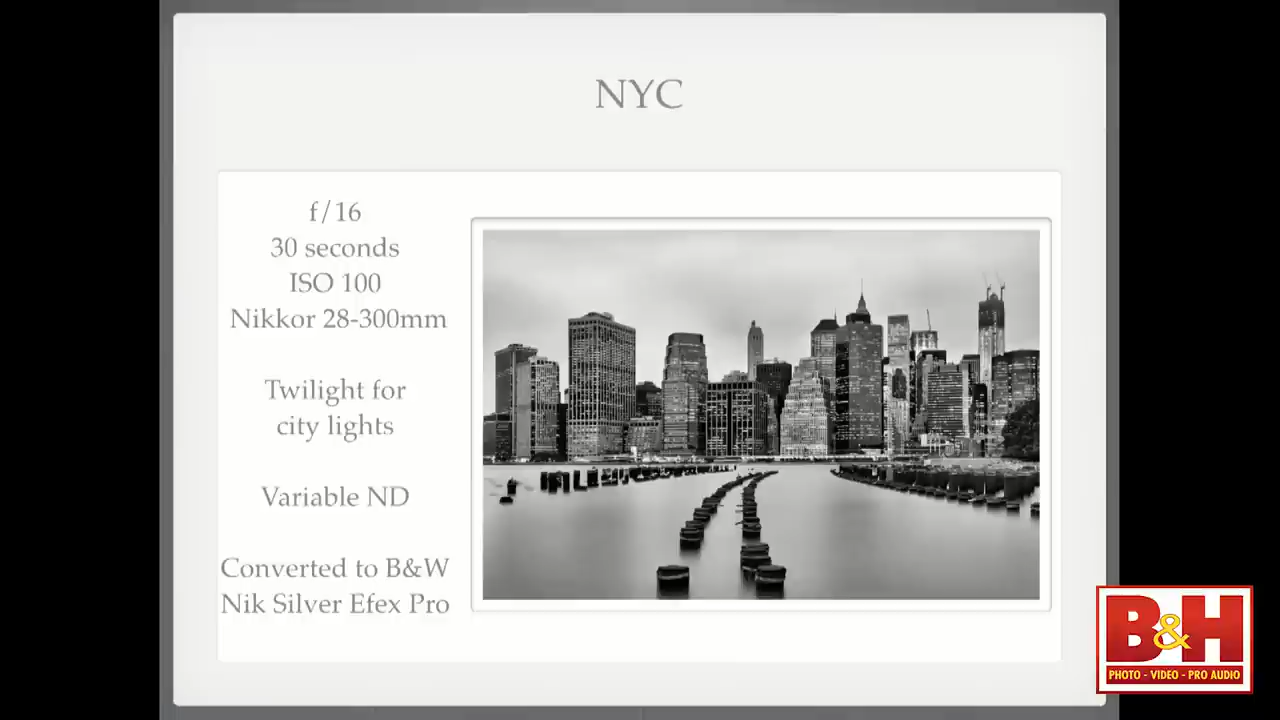 NYC
f/16
30 seconds
ISO 100
Nikkor 28-300mm
Twilight for
city lights
Variable ND
Converted to B&W
Nik Silver Efex Pro
B&H
PHOTO - VIDEO - PRO AUDIO